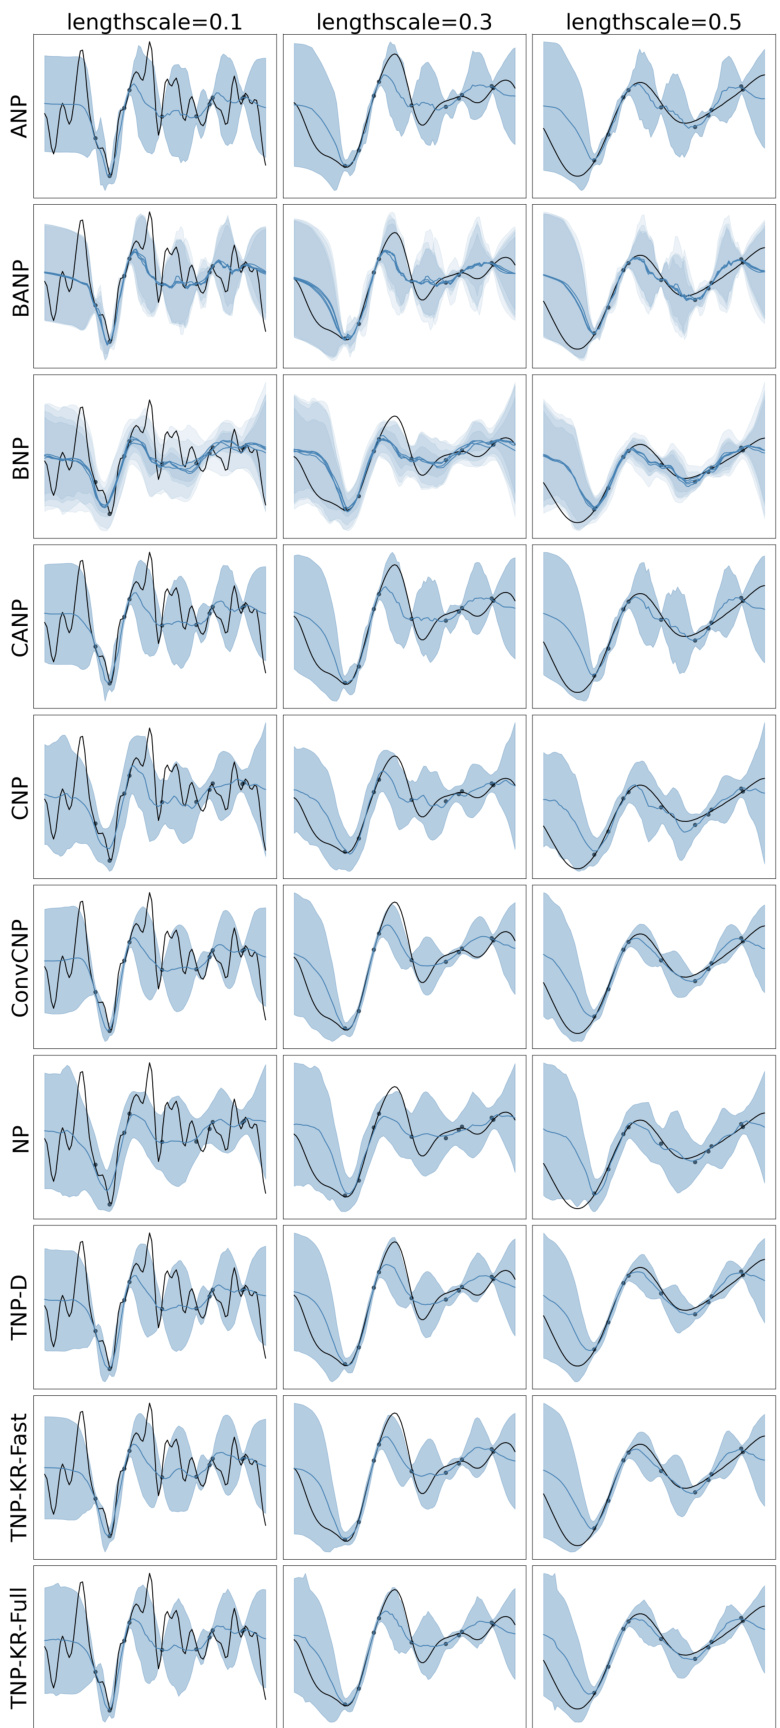 lengthscale=0.1 lengthscale=0.3 lengthscale=0.5
ANP
BANP
BNP
CANP
CNP
ConvCNP
NP
TNP-D
TNP-KR-Fast
TNP-KR-Full